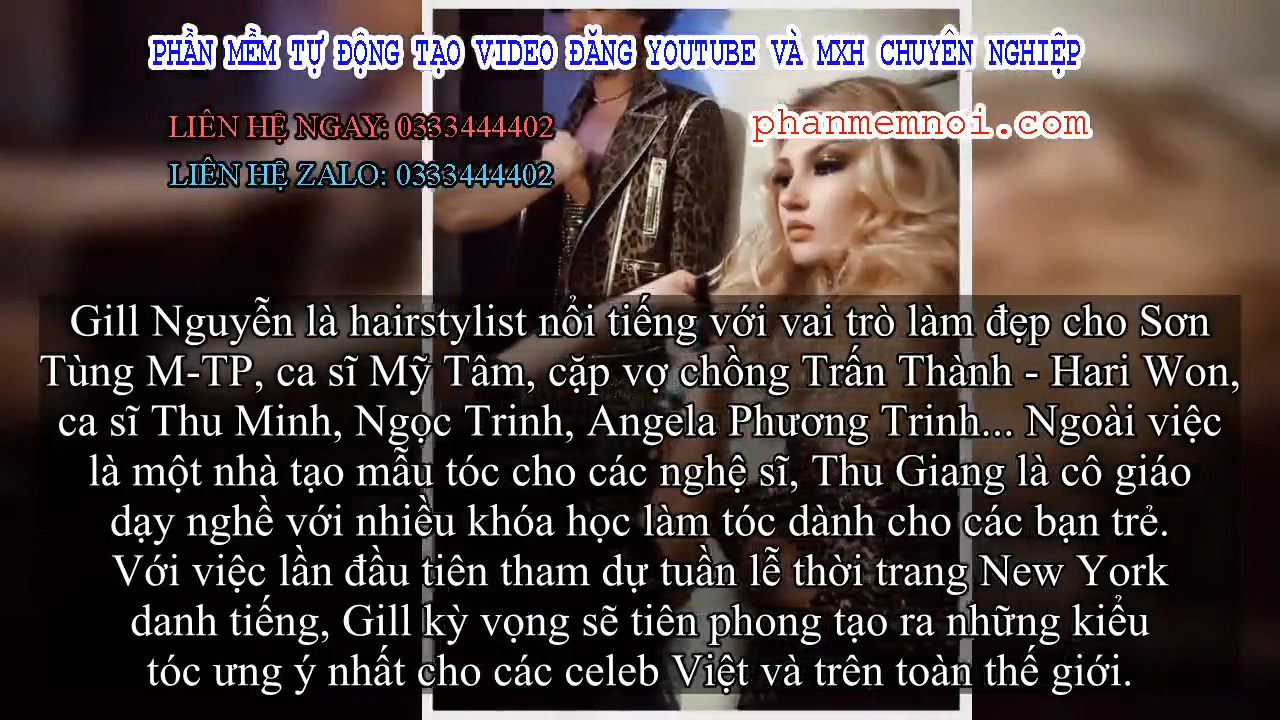 PHẦN MỀM TỰ ĐỘNG TẠO VIDEO ĐĂNG YOUTUBE VÀ MXH CHUYÊN NGHIỆP
LIÊN HỆ NGAY: 0333444402
phanmemnoi.com
LIÊN HỆ ZALO: 0333444402
Gill Nguyễn là hairstylist nổi tiếng với vai trò làm đẹp cho Sơn
Tùng M-TP, ca sĩ Mỹ Tâm, cặp vợ chồng Trấn Thành - Hari Won,
ca sĩ Thu Minh, Ngọc Trinh, Angela Phương Trinh... Ngoài việc
là một nhà tạo mẫu tóc cho các nghệ sĩ, Thu Giang là cô giáo
dạy nghề với nhiều khóa học làm tóc dành cho các bạn trẻ.
Với việc lần đầu tiên tham dự tuần lễ thời trang New York
danh tiếng, Gill kỳ vọng sẽ tiên phong tạo ra những kiểu
tóc ưng ý nhất cho các celeb Việt và trên toàn thế giới.